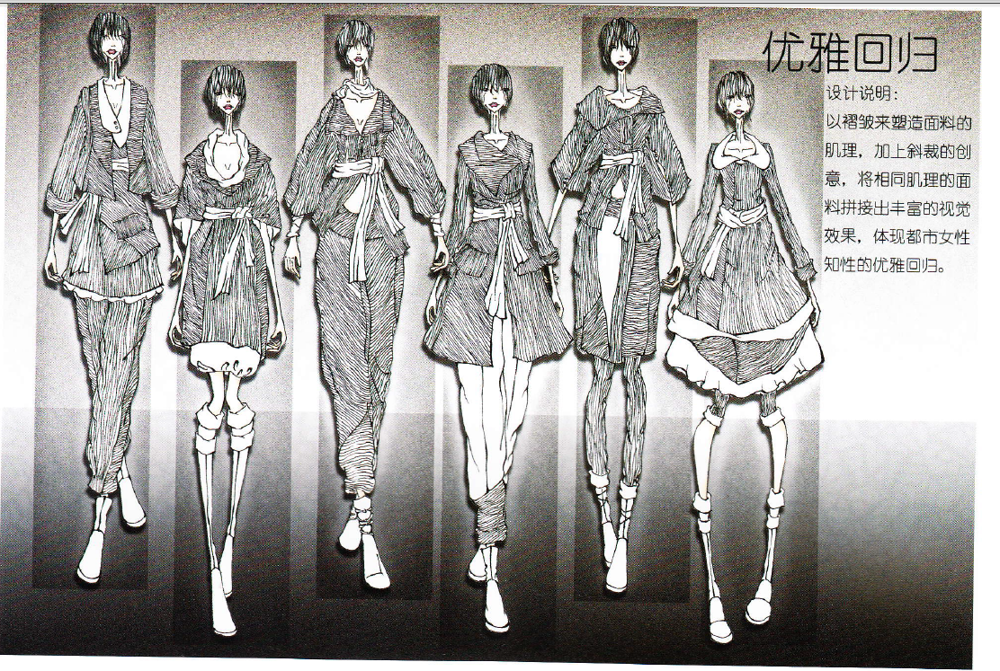 优雅回归
设计说明：
以褶皱来塑造面料的
肌理，加上斜裁的创
意，将相同肌理的面
料拼接出丰富的视觉
效果，体现都市女性
知性的优雅回归。